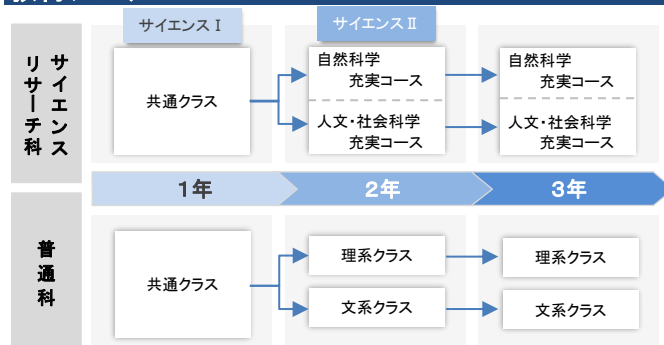 サイエンスⅠ
サイエンスⅡ
サイエンス
リサーチ科
共通クラス
自然科学
充実コース
人文・社会科学
充実コース
自然科学
充実コース
人文・社会科学
充実コース
1年
2年
3年
普通科
共通クラス
理系クラス
文系クラス
理系クラス
文系クラス